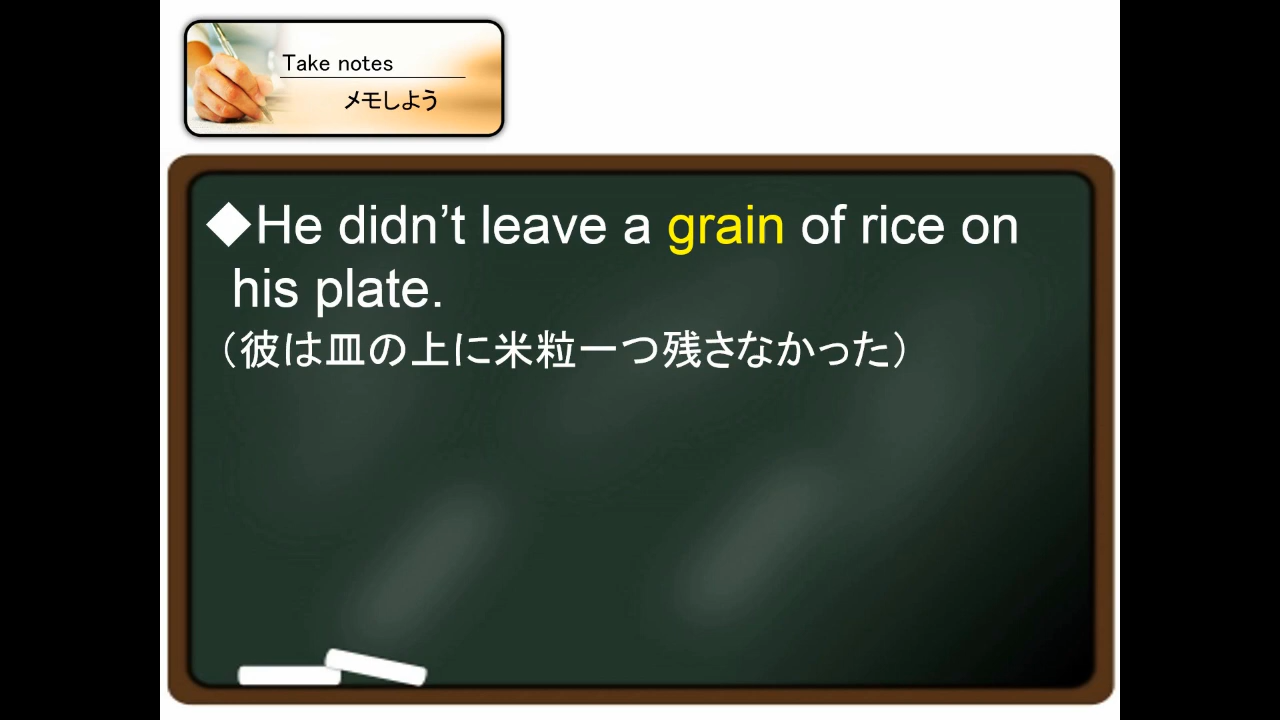 Take notes
メモしよう
◆He didn’t leave a grain of rice on
his plate.
（彼は皿の上に米粒一つ残さなかった）